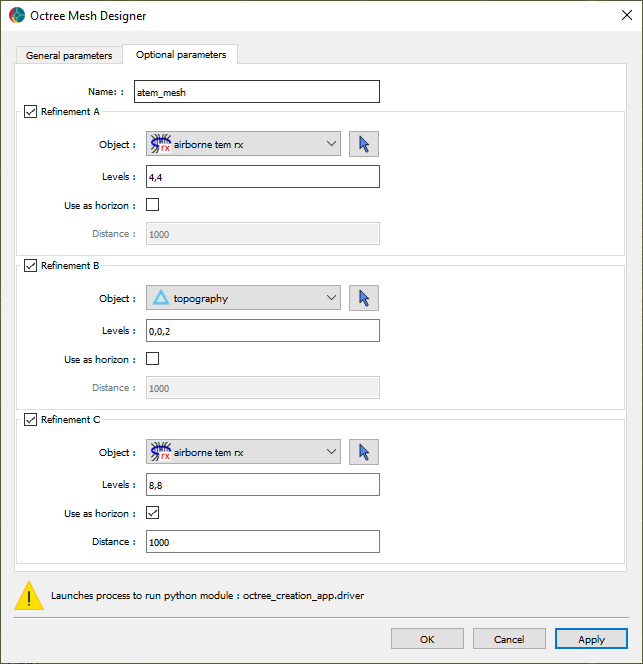 Octree Mesh Designer
General parameters
Optional parameters
Name: :
atem_mesh
Refinement A
Object :
rx
airborne tem rx
Levels :
4,4
Use as horizon :
Distance :
1000
Refinement B
Object :
topography
Levels :
0,0,2
Use as horizon :
Distance :
1000
Refinement C
Object :
rx
airborne tem rx
Levels :
8,8
Use as horizon :
Distance :
1000
Launches process to run python module : octree_creation_app.driver
OK
Cancel
Apply